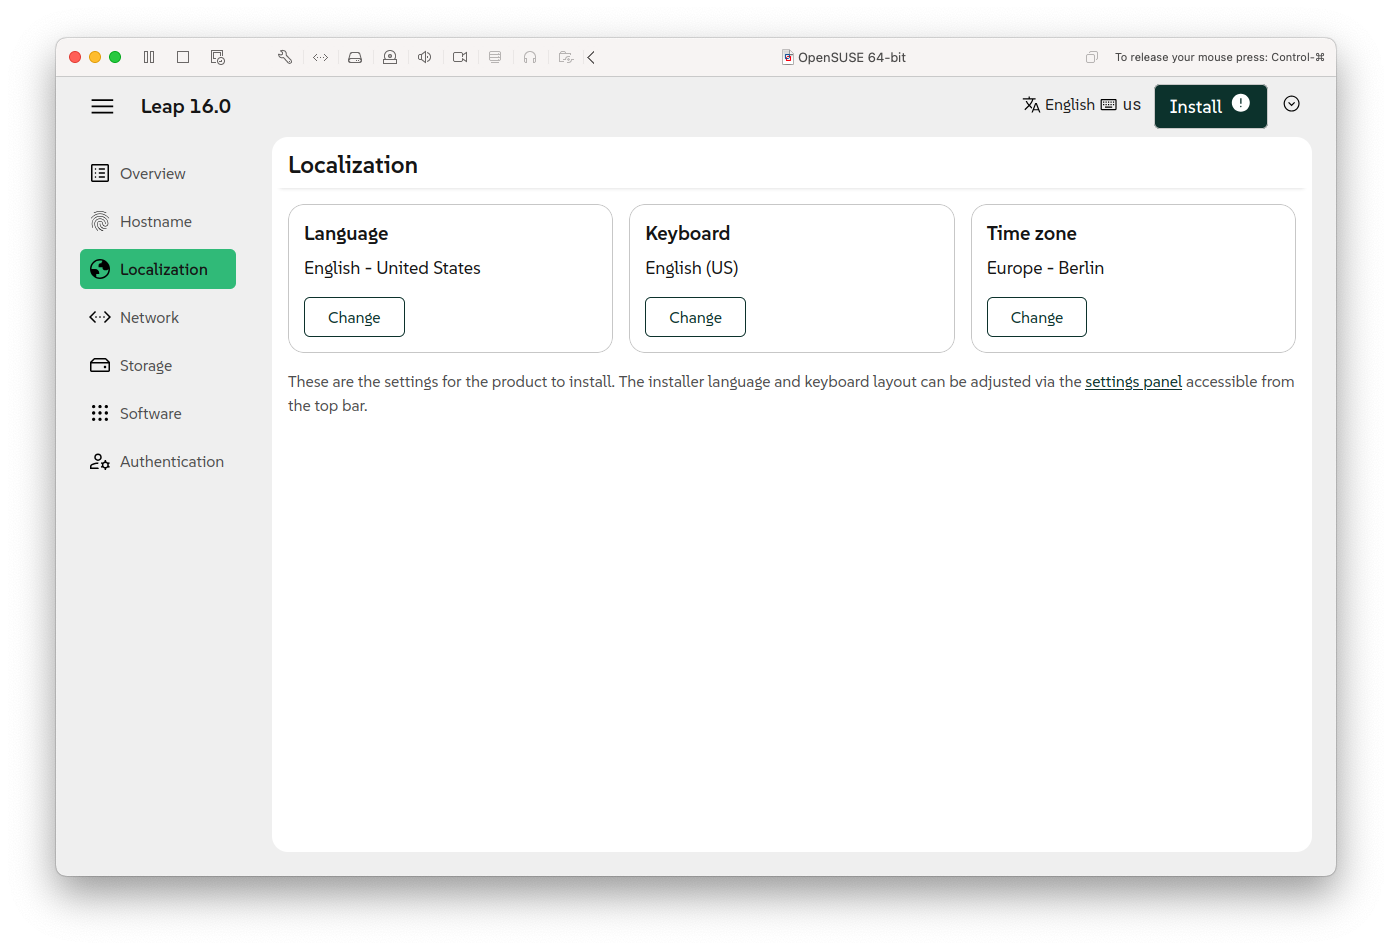 OpenSUSE 64-bit
To release your mouse press: Control-⌘
Leap 16.0
English us
Install
Overview
Hostname
Localization
Network
Storage
Software
Authentication
Localization
Language
English - United States
Change
Keyboard
English (US)
Change
Time zone
Europe - Berlin
Change
These are the settings for the product to install. The installer language and keyboard layout can be adjusted via the settings panel accessible from
the top bar.